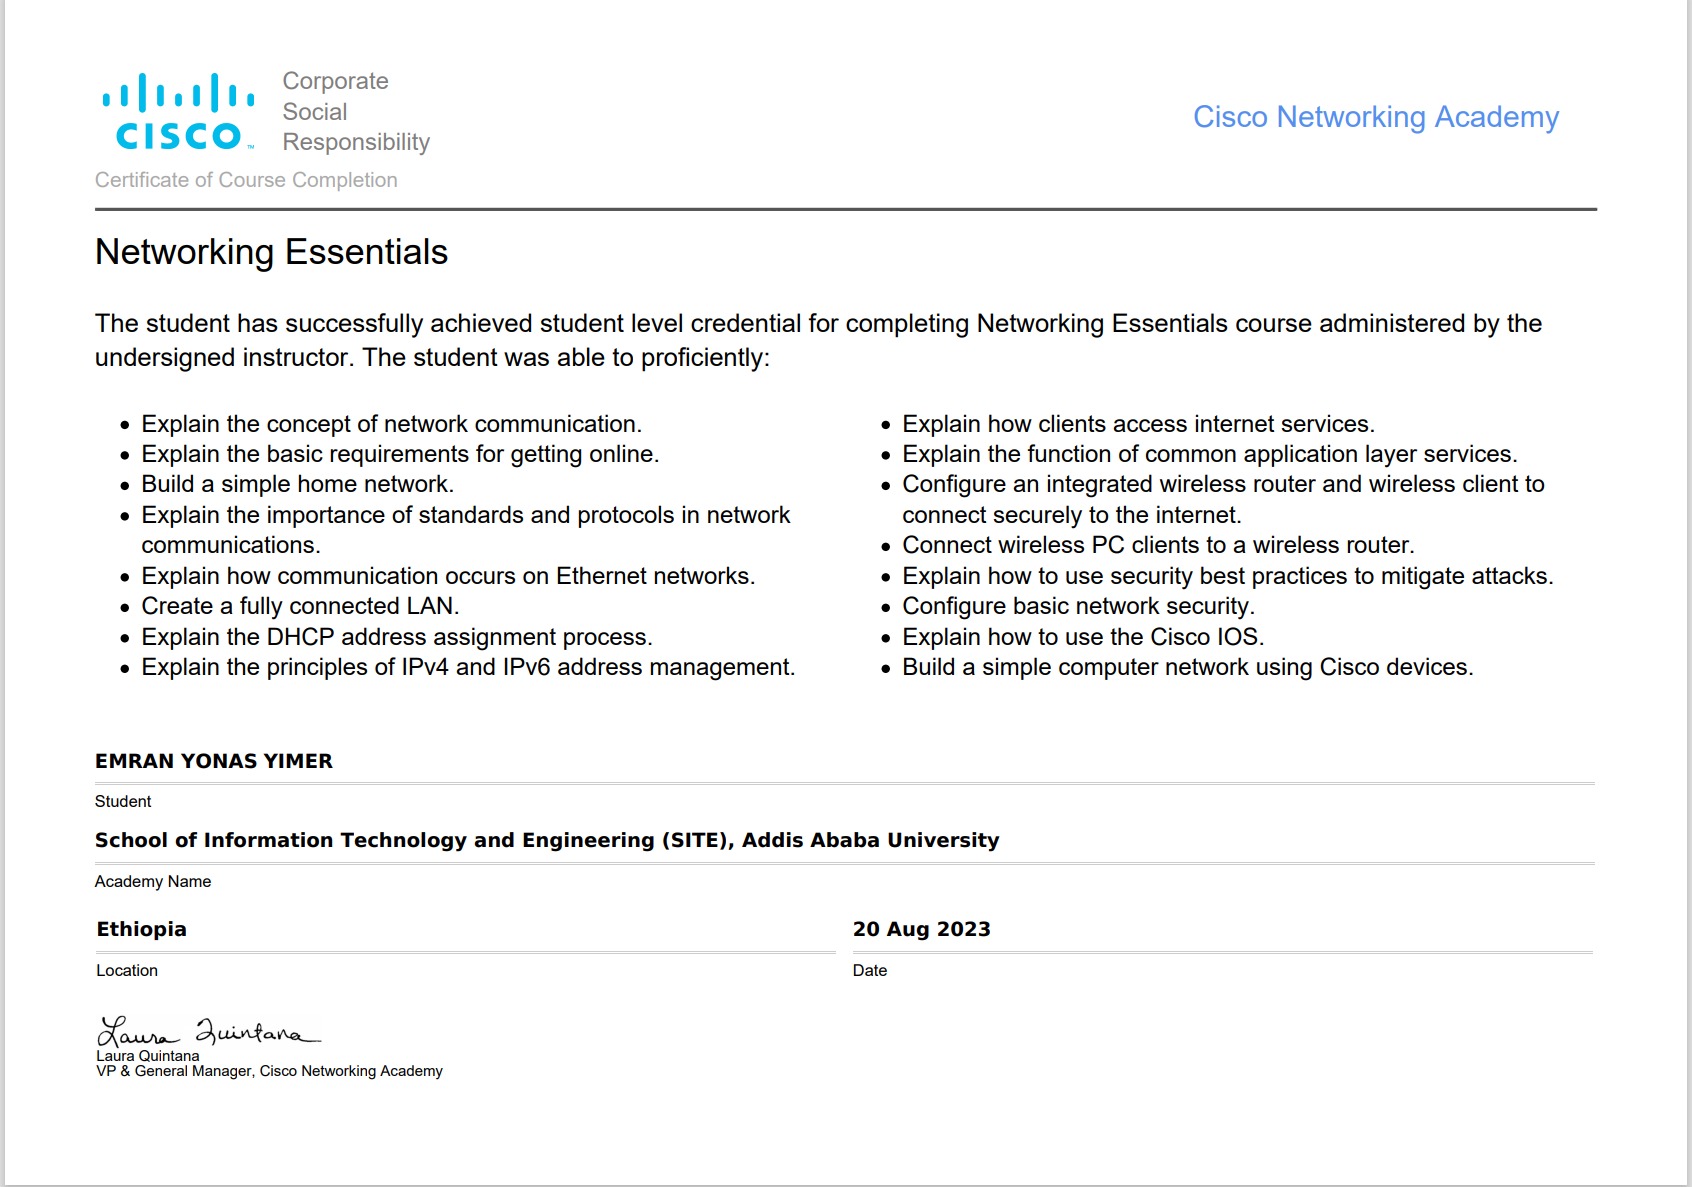 CISCO™
Corporate
Social
Responsibility
Cisco Networking Academy
Certificate of Course Completion
Networking Essentials
The student has successfully achieved student level credential for completing Networking Essentials course administered by the
undersigned instructor. The student was able to proficiently:
• Explain the concept of network communication.
• Explain the basic requirements for getting online.
• Build a simple home network.
• Explain the importance of standards and protocols in network
communications.
• Explain how communication occurs on Ethernet networks.
• Create a fully connected LAN.
• Explain the DHCP address assignment process.
• Explain the principles of IPv4 and IPv6 address management.
• Explain how clients access internet services.
• Explain the function of common application layer services.
• Configure an integrated wireless router and wireless client to
connect securely to the internet.
• Connect wireless PC clients to a wireless router.
• Explain how to use security best practices to mitigate attacks.
• Configure basic network security.
• Explain how to use the Cisco IOS.
• Build a simple computer network using Cisco devices.
EMRAN YONAS YIMER
Student
School of Information Technology and Engineering (SITE), Addis Ababa University
Academy Name
Ethiopia
Location
20 Aug 2023
Date
Laura Quintana
Laura Quintana
VP & General Manager, Cisco Networking Academy